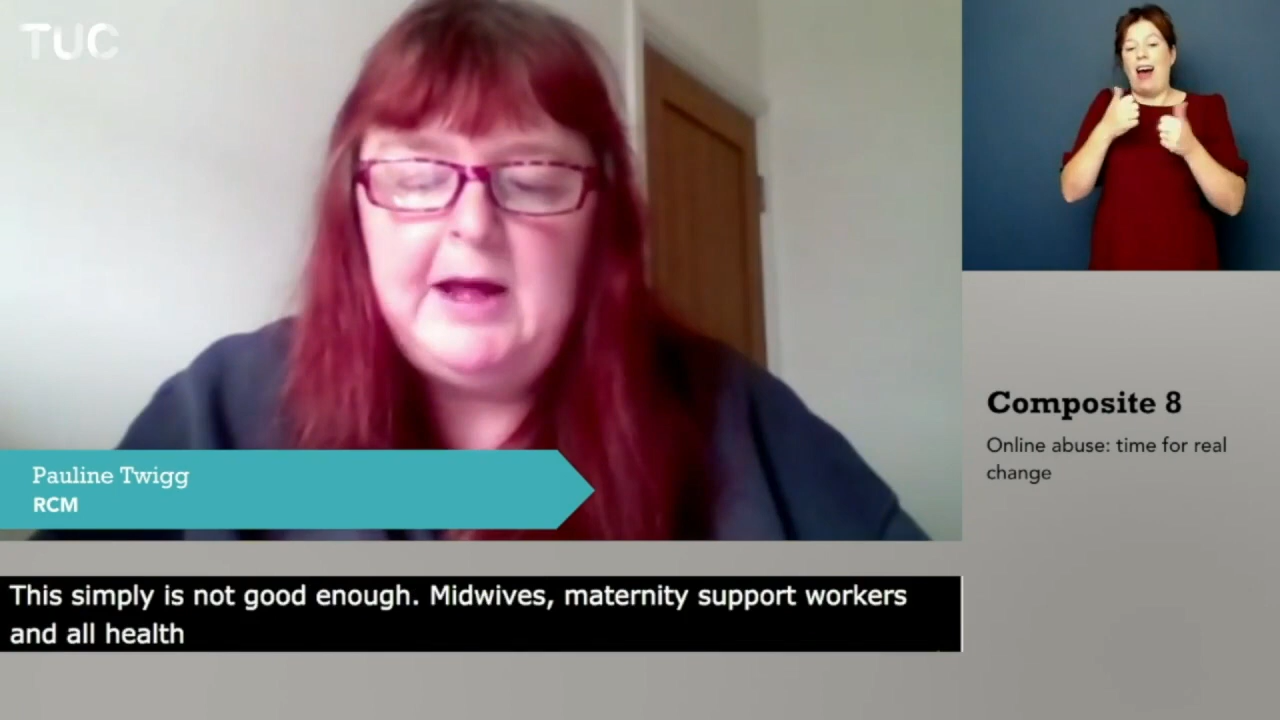 TUC
Pauline Twigg
RCM
Composite 8
Online abuse: time for real
change
This simply is not good enough. Midwives, maternity support workers
and all health